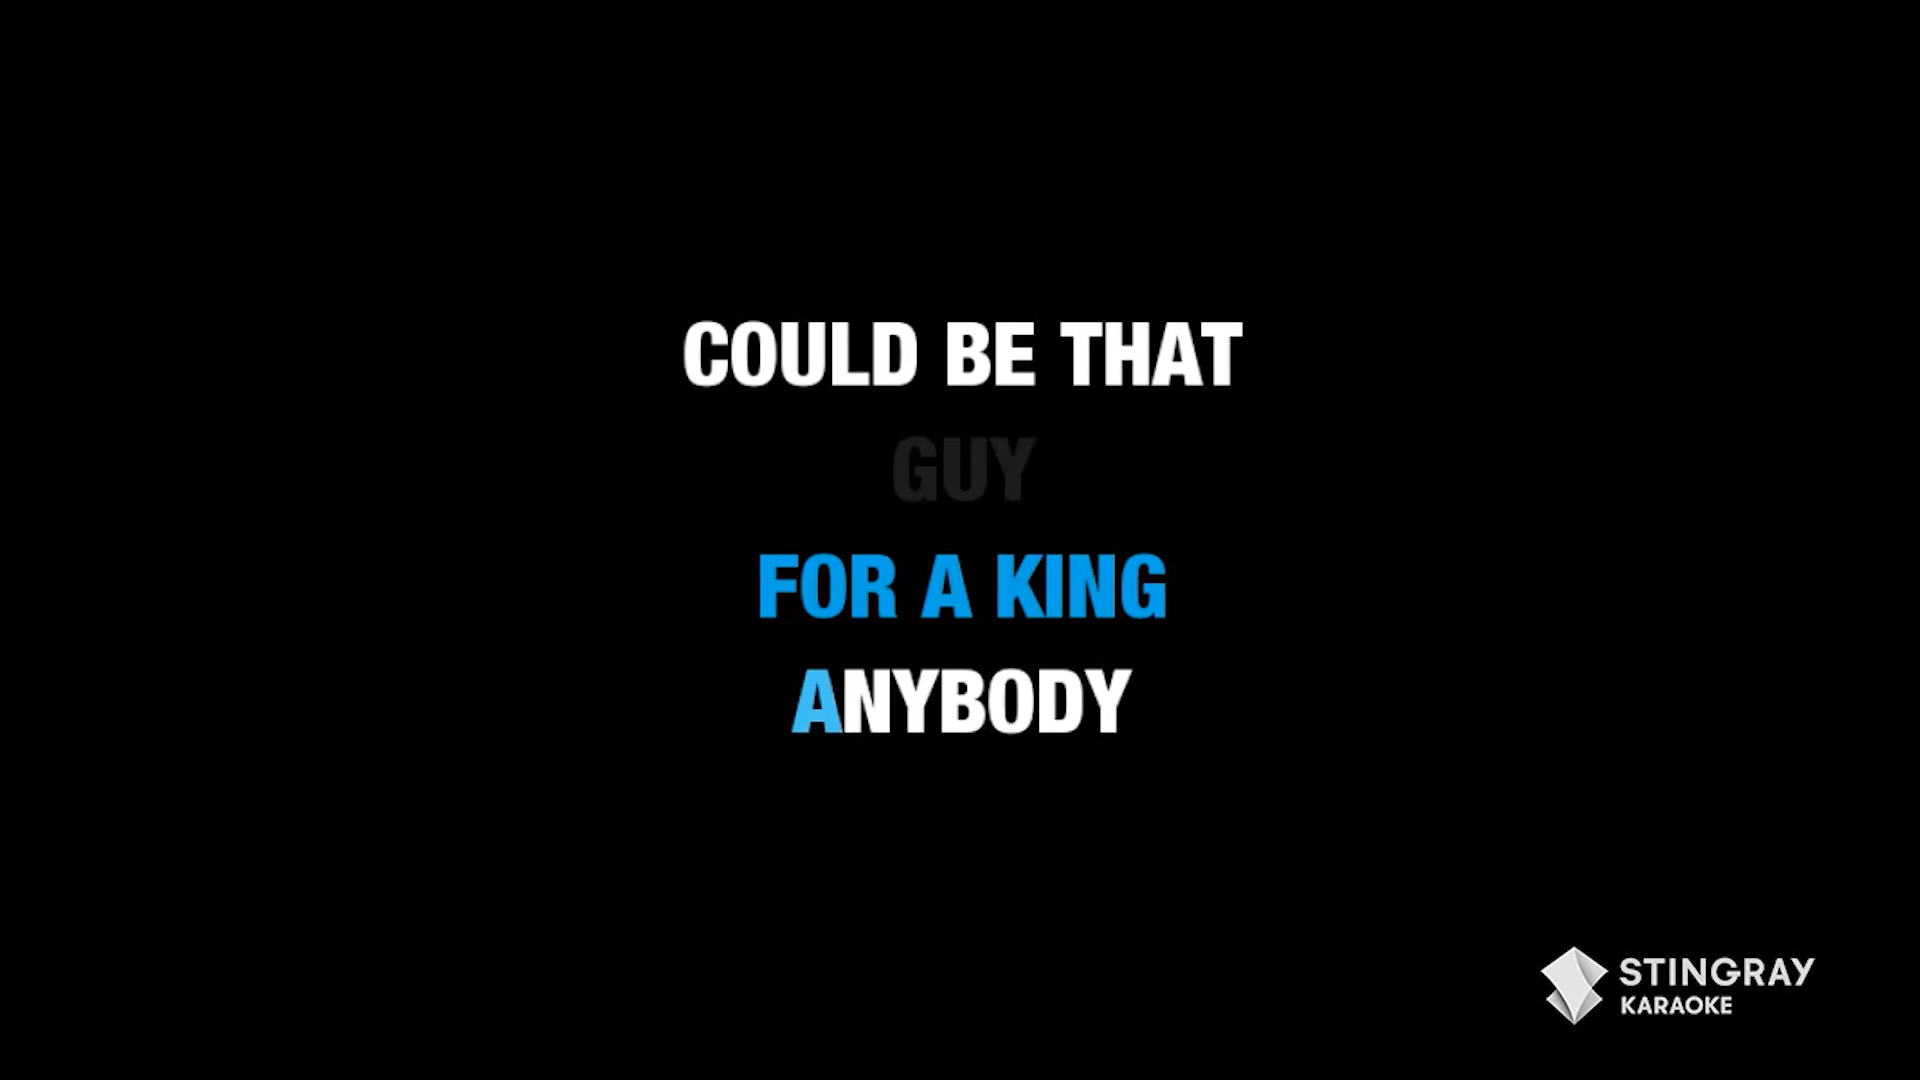 COULD BE THAT
GUY
FOR A KING
ANYBODY
STINGRAY
KARAOKE